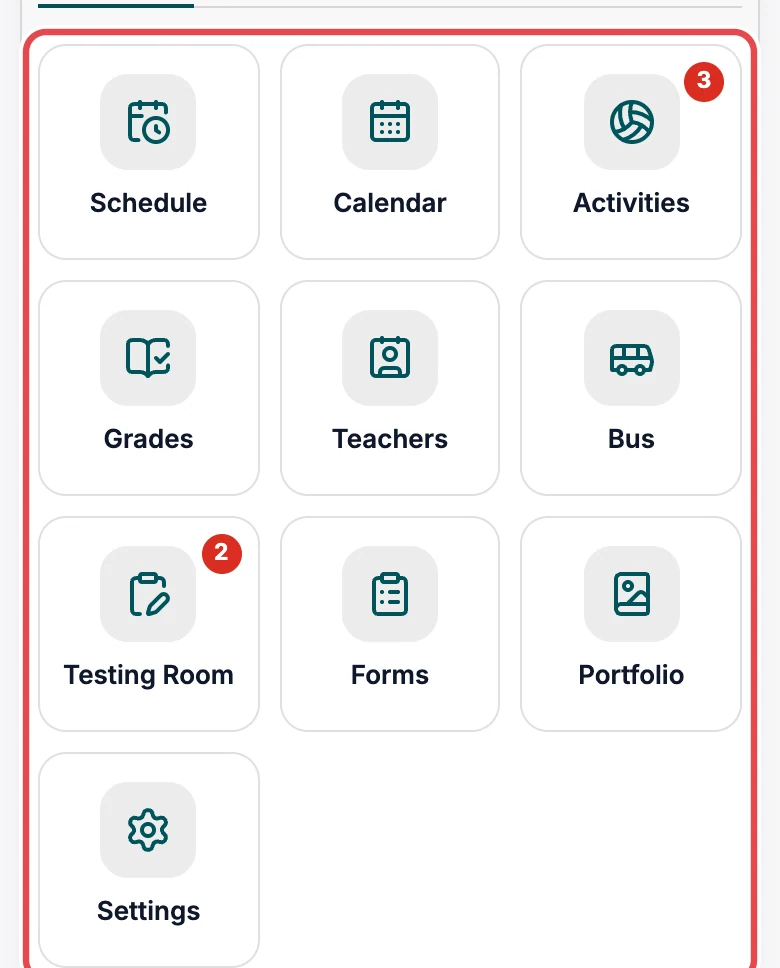 3
Schedule
Calendar
Activities
Grades
Teachers
Bus
2
Testing Room
Forms
Portfolio
Settings